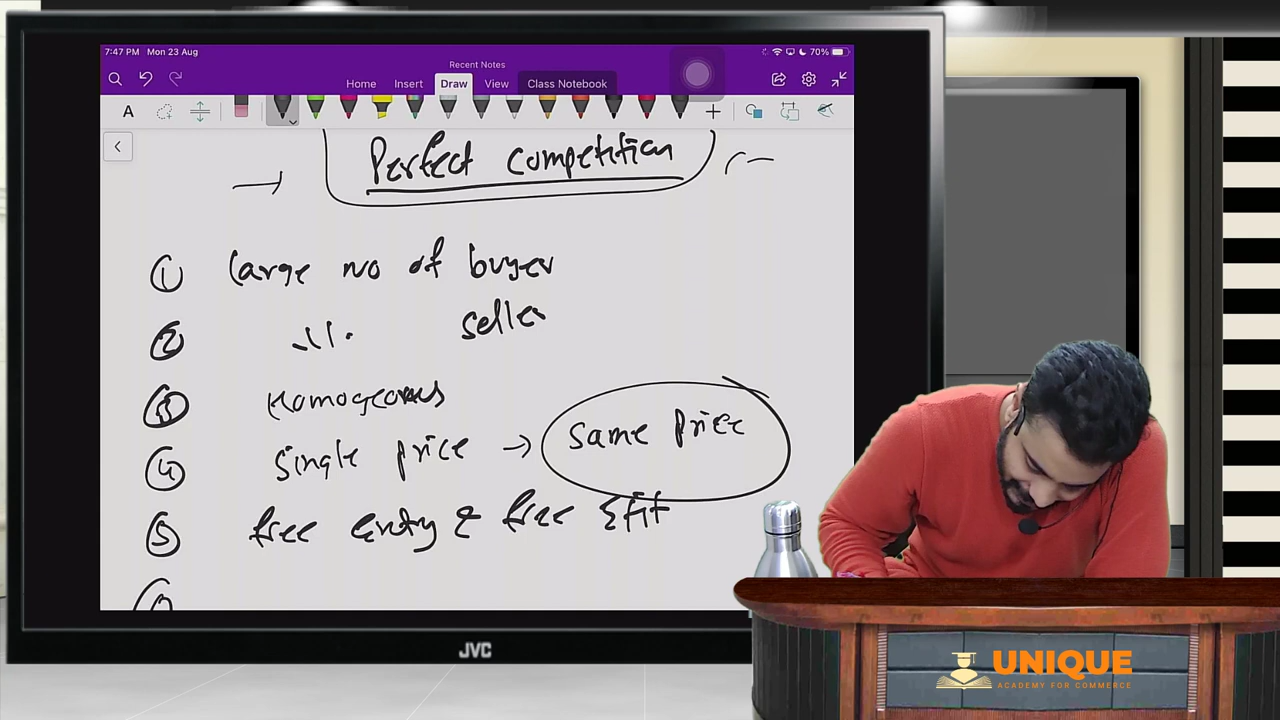 7:47 PM Mon 23 Aug
70%
Recent Notes
Home Insert Draw View Class Notebook
A
Perfect competition
1 large no of buyer
2 seller
3 Homogeous
4 single price → same price
5 free entry & free Exit
JVC
UNIQUE
ACADEMY FOR COMMERCE